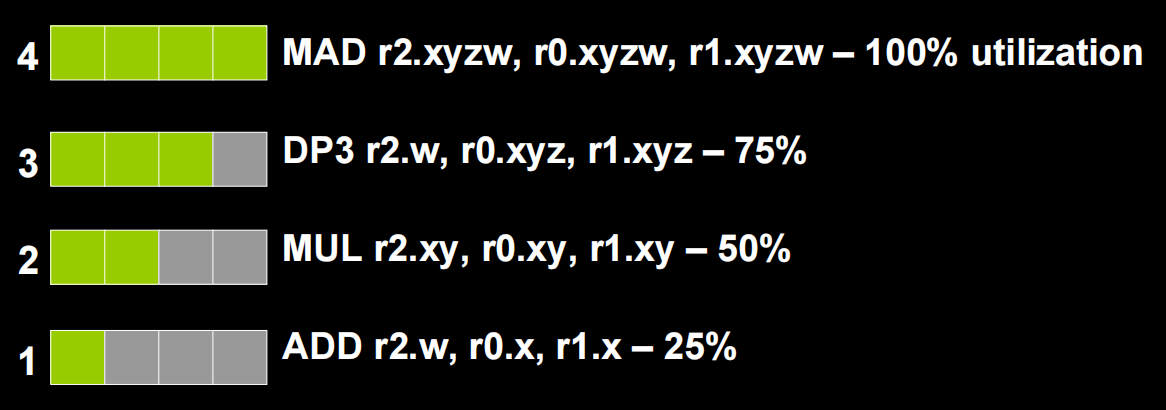 4 MAD r2.xyzw, r0.xyzw, r1.xyzw – 100% utilization
3 DP3 r2.w, r0.xyz, r1.xyz – 75%
2 MUL r2.xy, r0.xy, r1.xy – 50%
1 ADD r2.w, r0.x, r1.x – 25%